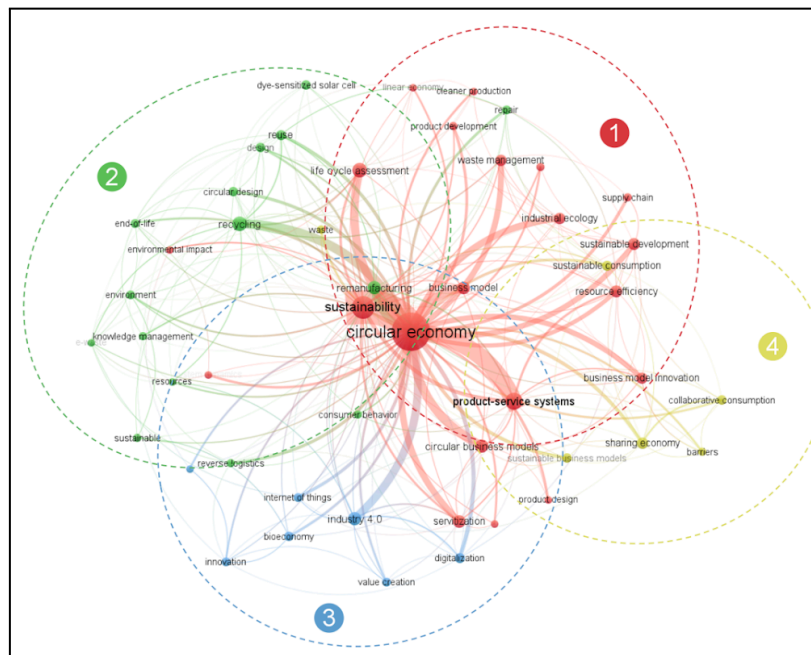 dye-sensitized solar cell
linear economy
cleaner production
repair
product development
1
reuse
design
waste management
life cycle assessment
2
circular design
supply chain
end-of-life
recycling
waste
industrial ecology
environmental impact
sustainable development
sustainable consumption
remanufacturing
business model
resource efficiency
environment
sustainability
circular economy
knowledge management
4
resources
business model innovation
product-service systems
collaborative consumption
consumer behavior
sustainable
circular business models
sharing economy
barriers
reverse logistics
sustainable business models
internet of things
product design
industry 4.0
servitization
bioeconomy
innovation
digitalization
value creation
3